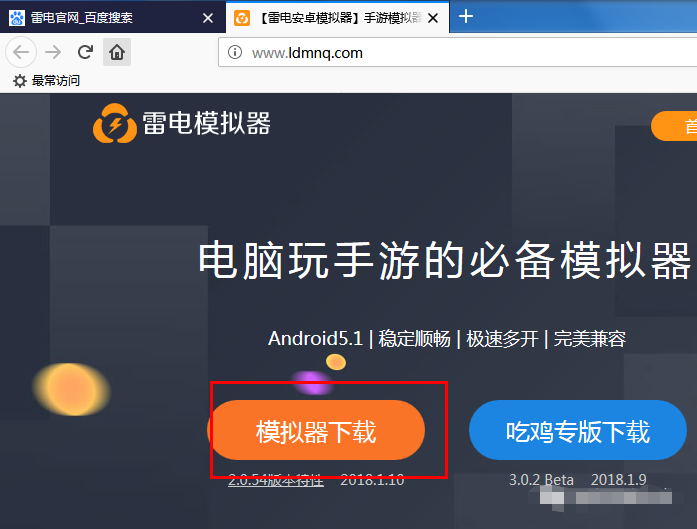 雷电官网_百度搜索
【雷电安卓模拟器】手游模拟器
www.ldmnq.com
最常访问
雷电模拟器
首
电脑玩手游的必备模拟器
Android5.1 | 稳定顺畅 | 极速多开 | 完美兼容
模拟器下载 吃鸡专版下载
2.0.54版本特性 2018.1.10 3.0.2 Beta 2018.1.9